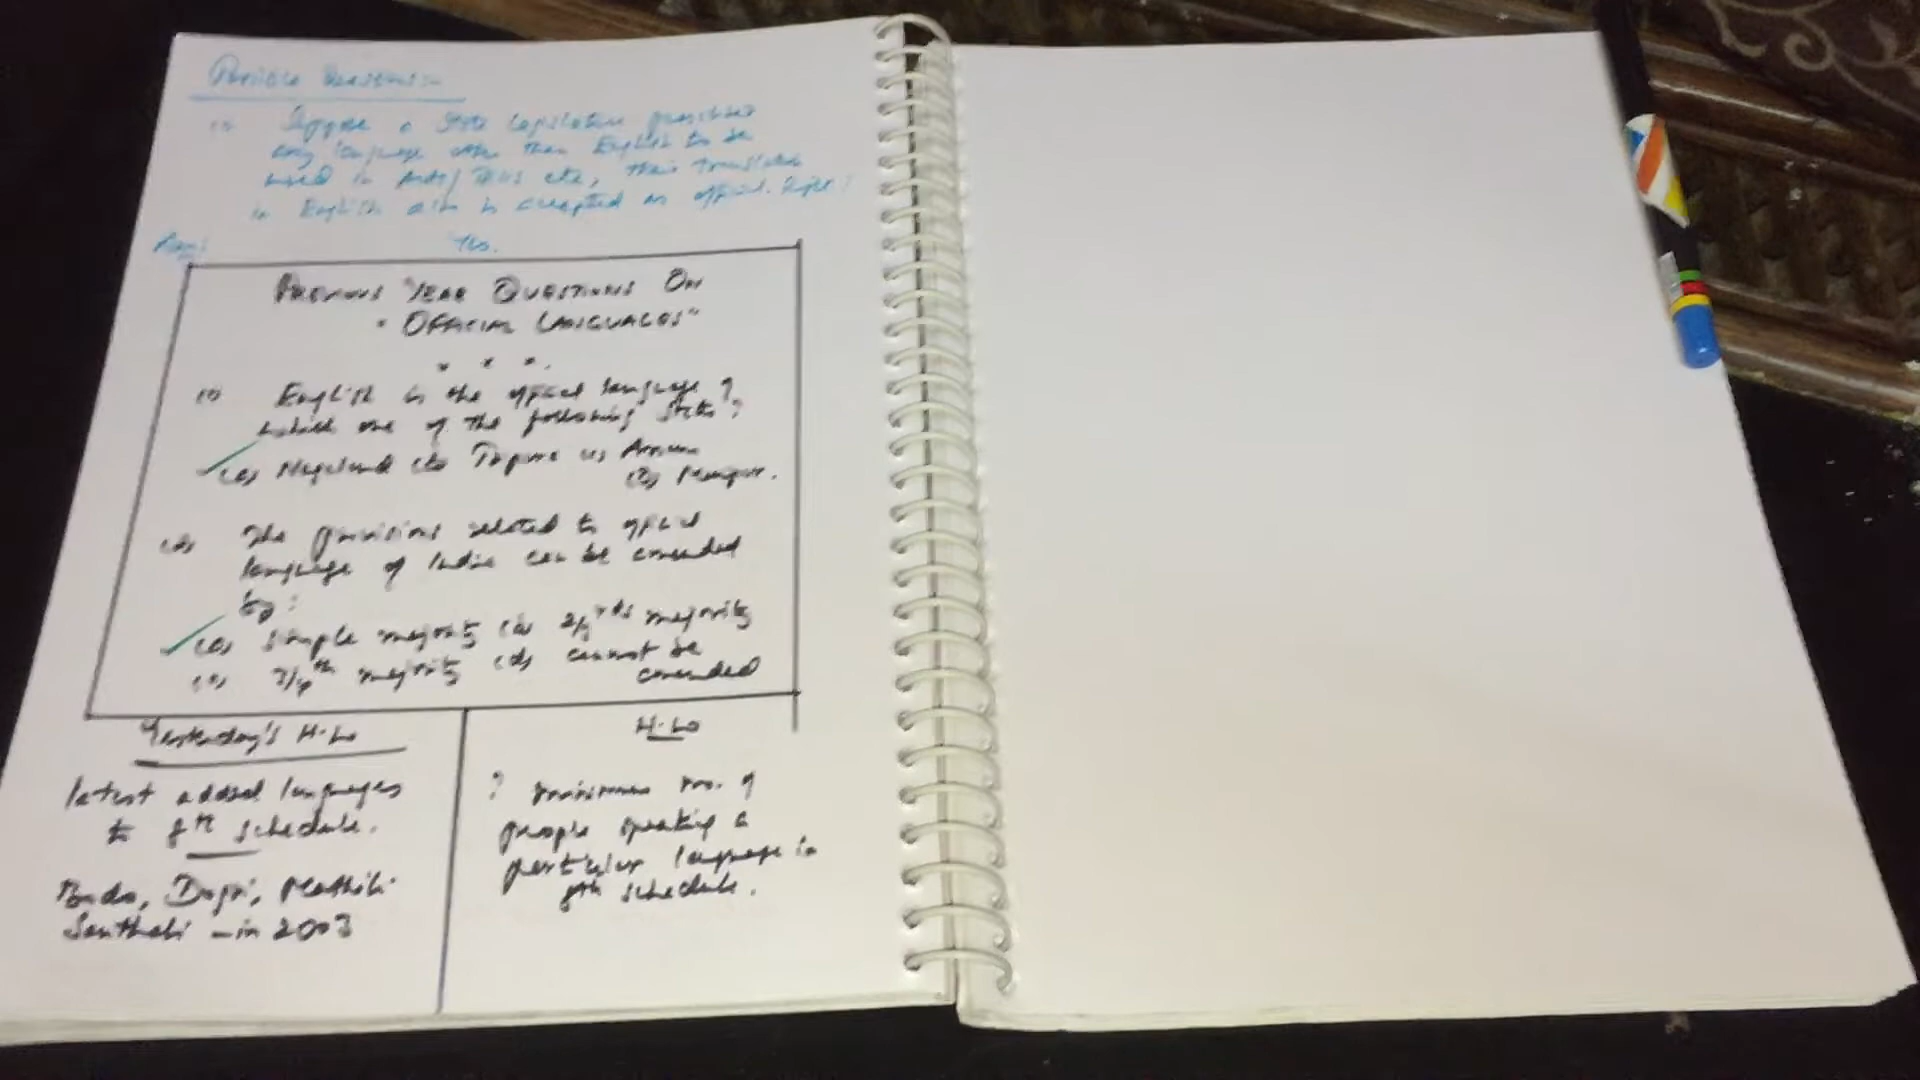 Possible Questions:-
(1) Suppose a State legislature prescribes
any language other than English to be
used in Acts/Bills etc, their translation
in English also is accepted as official. Right?
Ans: Yes.
PREVIOUS YEAR QUESTIONS ON
"OFFICIAL LANGUAGES"
(1) English is the official language of
which one of the following States?
(a) Nagaland (b) Tripura (c) Assam
(d) Manipur.
(2) The provisions related to official
language of India can be amended
by:
(a) simple majority (b) 2/3rds majority
(c) 3/4th majority (d) cannot be
amended
Yesterday's H.W
latest added languages
to 8th schedule.
Bodo, Dogri, Maithili
Santhali - in 2003
H.W
? minimum no. of
people speaking a
particular language in
8th schedule.